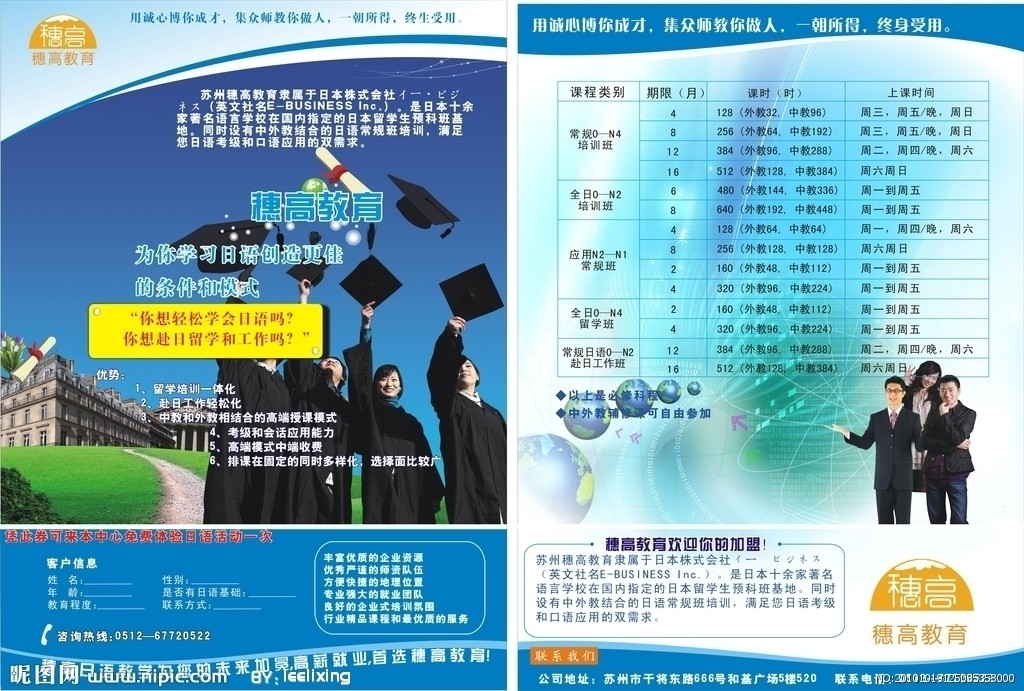 用诚心博你成才，集众师教你做人，一朝所得，终生受用。
穗高
穗高教育
苏州穗高教育隶属于日本株式会社イー・ビジ
ネス（英文社名E-BUSINESS Inc.）。是日本十余
家著名语言学校在国内指定的日本留学生预科班基
地。同时设有中外教结合的日语常规班培训，满足
您日语考级和口语应用的双需求。
穗高教育
为你学习日语创造更佳
的条件和模式
“你想轻松学会日语吗？
你想赴日留学和工作吗？”
优势：
1、留学培训一体化
2、赴日工作轻松化
3、中教和外教相结合的高端授课模式
4、考级和会话应用能力
5、高端模式中端收费
6、排课在固定的同时多样化，选择面比较广
凭此券可来本中心免费体验日语活动一次
客户信息
姓 名：________ 性别：________
年 龄：________ 是否有日语基础：________
教育程度：________ 联系方式：________
咨询热线：0512—67720522
丰富优质的企业资源
优秀严谨的师资队伍
方便快捷的地理位置
专业强大的就业团队
良好的企业式培训氛围
行业精品课程和最优质的服务
穗高日语教学为您的未来加宽高薪就业，首选穗高教育！
昵图网 www.nipic.com BY:leelixing
用诚心博你成才，集众师教你做人，一朝所得，终身受用。
课程类别 期限（月） 课时（时） 上课时间
常规0—N4
培训班
4 128（外教32，中教96） 周三，周五/晚，周日
8 256（外教64，中教192） 周三，周五/晚，周日
12 384（外教96，中教288） 周二，周四/晚，周六
16 512（外教128，中教384） 周六周日
全日0—N2
培训班
6 480（外教144，中教336） 周一到周五
8 640（外教192，中教448） 周一到周五
应用N2—N1
常规班
4 128（外教64，中教64） 周一，周四/晚，周六
8 256（外教128，中教128） 周六周日
2 160（外教48，中教112） 周一到周五
4 320（外教96，中教224） 周一到周五
全日0—N4
留学班
2 160（外教48，中教112） 周一到周五
4 320（外教96，中教224） 周一到周五
常规日语0—N2
赴日工作班
12 384（外教96，中教288） 周二，周四/晚，周六
16 512（外教128，中教384） 周六周日
◆以上是必修科程
◆中外教辅修课可自由参加
穗高教育欢迎你的加盟！
苏州穗高教育隶属于日本株式会社イー・ビジネス
（英文社名E-BUSINESS Inc.）。是日本十余家著名
语言学校在国内指定的日本留学生预科班基地。同时
设有中外教结合的日语常规班培训，满足您日语考级
和口语应用的双需求。
穗高
穗高教育
联系我们
公司地址：苏州市干将东路666号和基广场5楼520 联系电话：